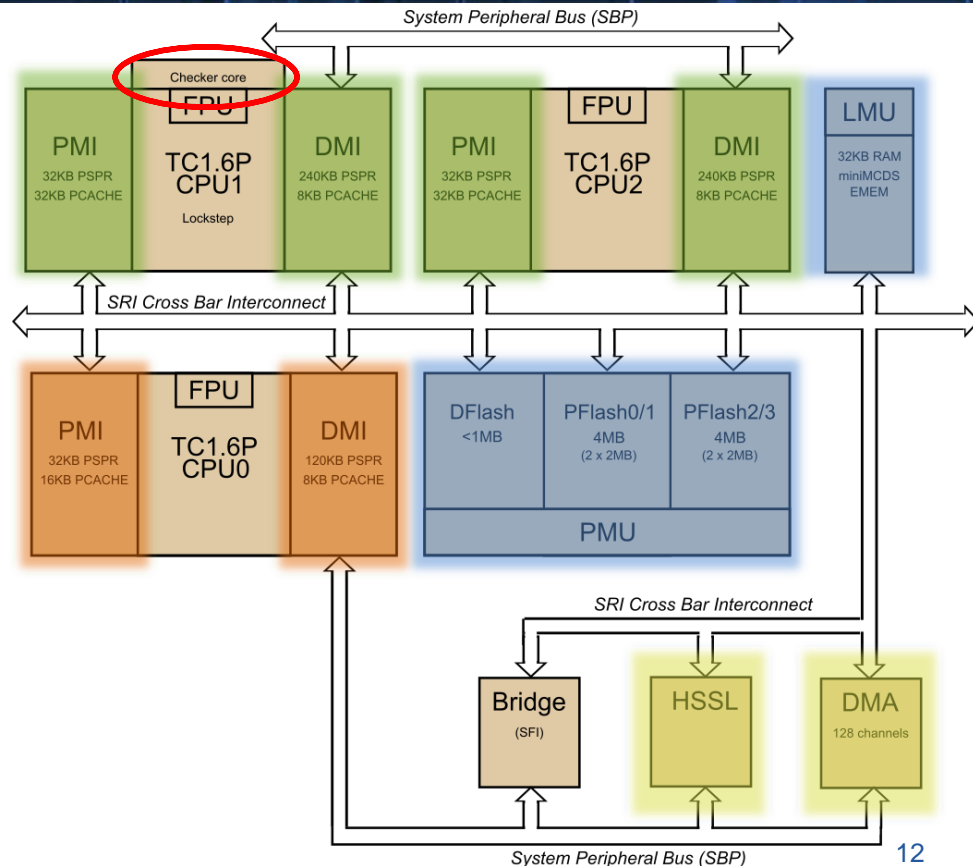 System Peripheral Bus (SBP)
Checker core
FPU
PMI
32KB PSPR
32KB PCACHE
TC1.6P
CPU1
Lockstep
DMI
240KB PSPR
8KB PCACHE
PMI
32KB PSPR
32KB PCACHE
FPU
TC1.6P
CPU2
DMI
240KB PSPR
8KB PCACHE
LMU
32KB RAM
miniMCDS
EMEM
SRI Cross Bar Interconnect
PMI
32KB PSPR
16KB PCACHE
FPU
TC1.6P
CPU0
DMI
120KB PSPR
8KB PCACHE
DFlash
<1MB
PFlash0/1
4MB
(2 x 2MB)
PFlash2/3
4MB
(2 x 2MB)
PMU
SRI Cross Bar Interconnect
Bridge
(SFI)
HSSL
DMA
128 channels
System Peripheral Bus (SBP)
12